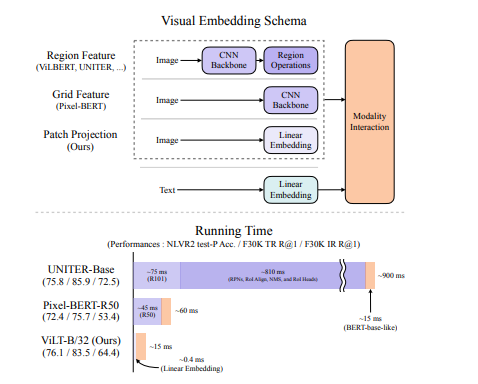 Visual Embedding Schema
Region Feature
(ViLBERT, UNITER, ...)
Image
CNN
Backbone
Region
Operations
Grid Feature
(Pixel-BERT)
Image
CNN
Backbone
Modality
Interaction
Patch Projection
(Ours)
Image
Linear
Embedding
Text
Linear
Embedding
Running Time
(Performances : NLVR2 test-P Acc. / F30K TR R@1 / F30K IR R@1)
UNITER-Base
(75.8 / 85.9 / 72.5)
~75 ms
(R101)
~810 ms
(RPNs, RoI Align, NMS, and RoI Heads)
~900 ms
~15 ms
(BERT-base-like)
Pixel-BERT-R50
(72.4 / 75.7 / 53.4)
~45 ms
(R50)
~60 ms
ViLT-B/32 (Ours)
(76.1 / 83.5 / 64.4)
~15 ms
~0.4 ms
(Linear Embedding)